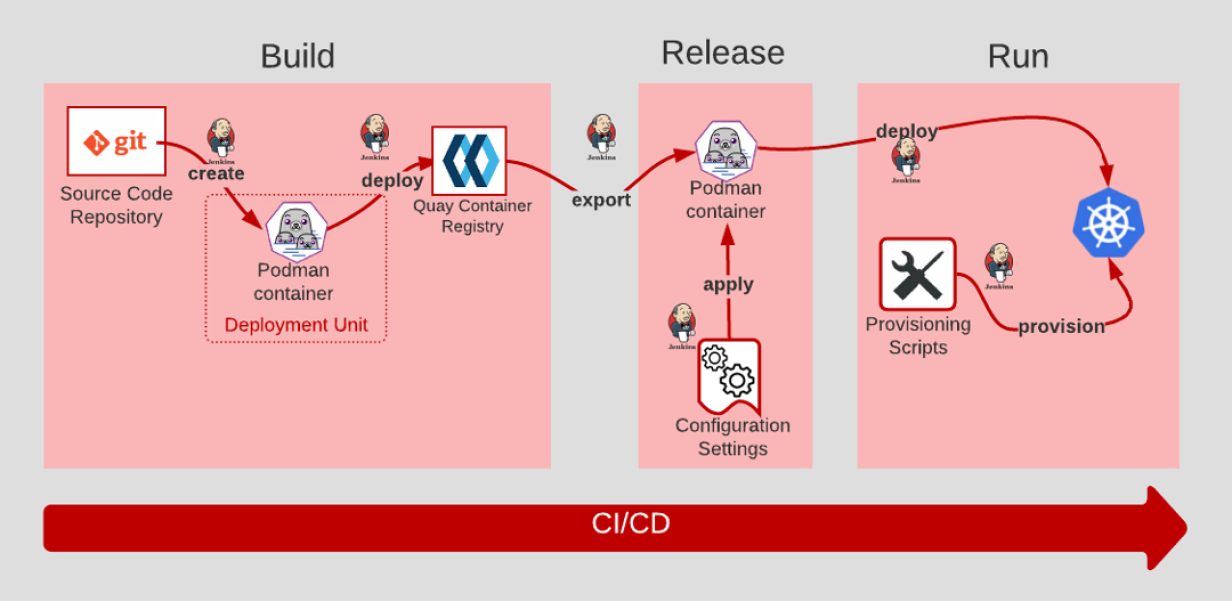 Build
Release
Run
git
Source Code
Repository
Jenkins
create
Podman
container
Deployment Unit
Jenkins
deploy
Quay Container
Registry
Jenkins
export
Podman
container
apply
Jenkins
Configuration
Settings
deploy
Jenkins
Provisioning
Scripts
Jenkins
provision
CI/CD